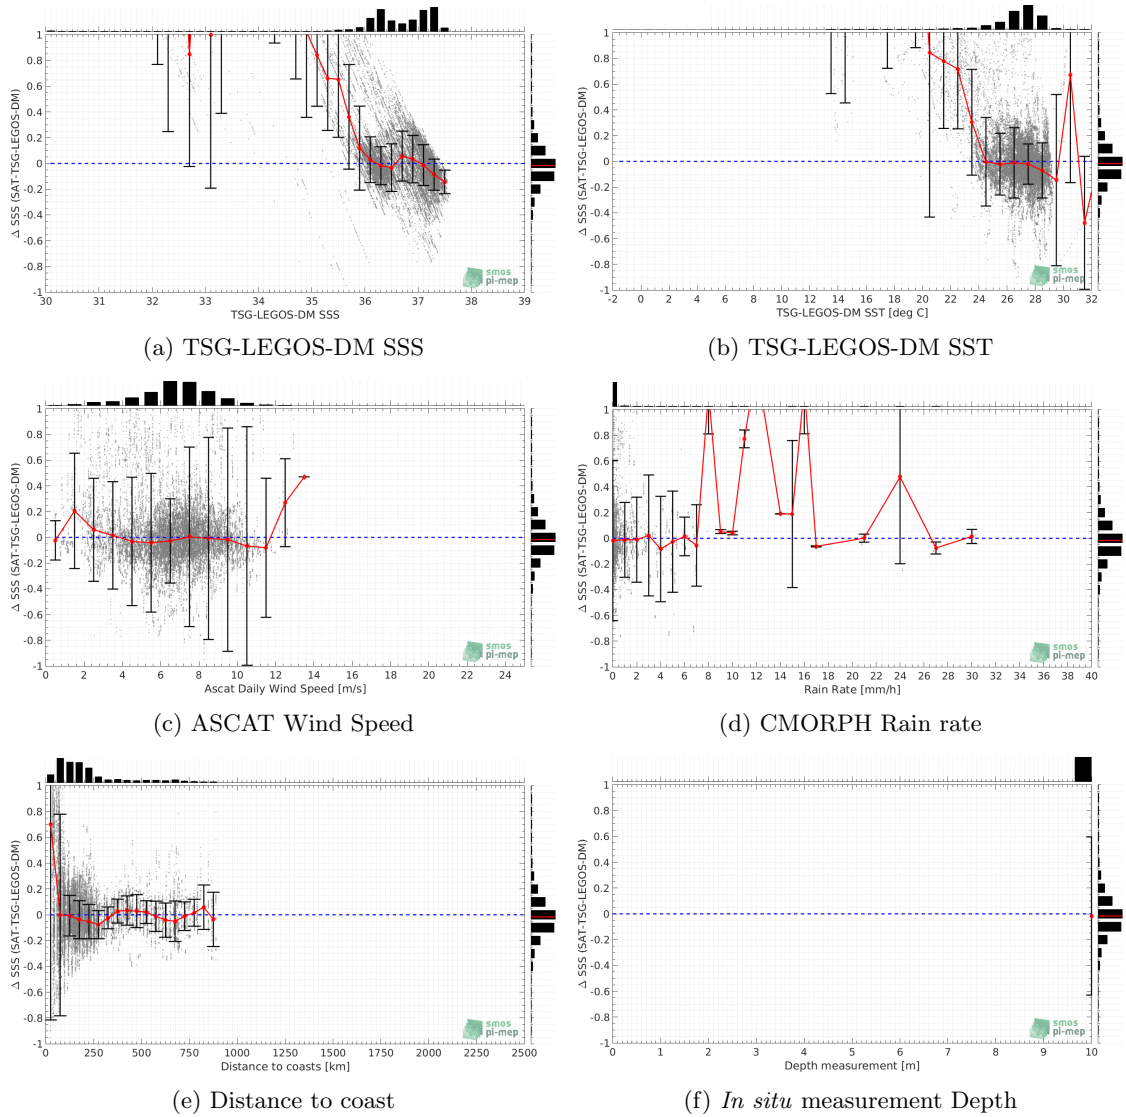 1
0.8
0.6
0.4
0.2
0
-0.2
-0.4
-0.6
-0.8
-1
Δ SSS (SAT-TSG-LEGOS-DM)
30 31 32 33 34 35 36 37 38 39
TSG-LEGOS-DM SSS
smos
pi-mep
(a) TSG-LEGOS-DM SSS
1
0.8
0.6
0.4
0.2
0
-0.2
-0.4
-0.6
-0.8
-1
Δ SSS (SAT-TSG-LEGOS-DM)
-2 0 2 4 6 8 10 12 14 16 18 20 22 24 26 28 30 32
TSG-LEGOS-DM SST [deg C]
smos
pi-mep
(b) TSG-LEGOS-DM SST
1
0.8
0.6
0.4
0.2
0
-0.2
-0.4
-0.6
-0.8
-1
Δ SSS (SAT-TSG-LEGOS-DM)
0 2 4 6 8 10 12 14 16 18 20 22 24
Ascat Daily Wind Speed [m/s]
smos
pi-mep
(c) ASCAT Wind Speed
1
0.8
0.6
0.4
0.2
0
-0.2
-0.4
-0.6
-0.8
-1
Δ SSS (SAT-TSG-LEGOS-DM)
0 2 4 6 8 10 12 14 16 18 20 22 24 26 28 30 32 34 36 38 40
Rain Rate [mm/h]
smos
pi-mep
(d) CMORPH Rain rate
1
0.8
0.6
0.4
0.2
0
-0.2
-0.4
-0.6
-0.8
-1
Δ SSS (SAT-TSG-LEGOS-DM)
0 250 500 750 1000 1250 1500 1750 2000 2250 2500
Distance to coasts [km]
smos
pi-mep
(e) Distance to coast
1
0.8
0.6
0.4
0.2
0
-0.2
-0.4
-0.6
-0.8
-1
Δ SSS (SAT-TSG-LEGOS-DM)
0 1 2 3 4 5 6 7 8 9 10
Depth measurement [m]
smos
pi-mep
(f) In situ measurement Depth